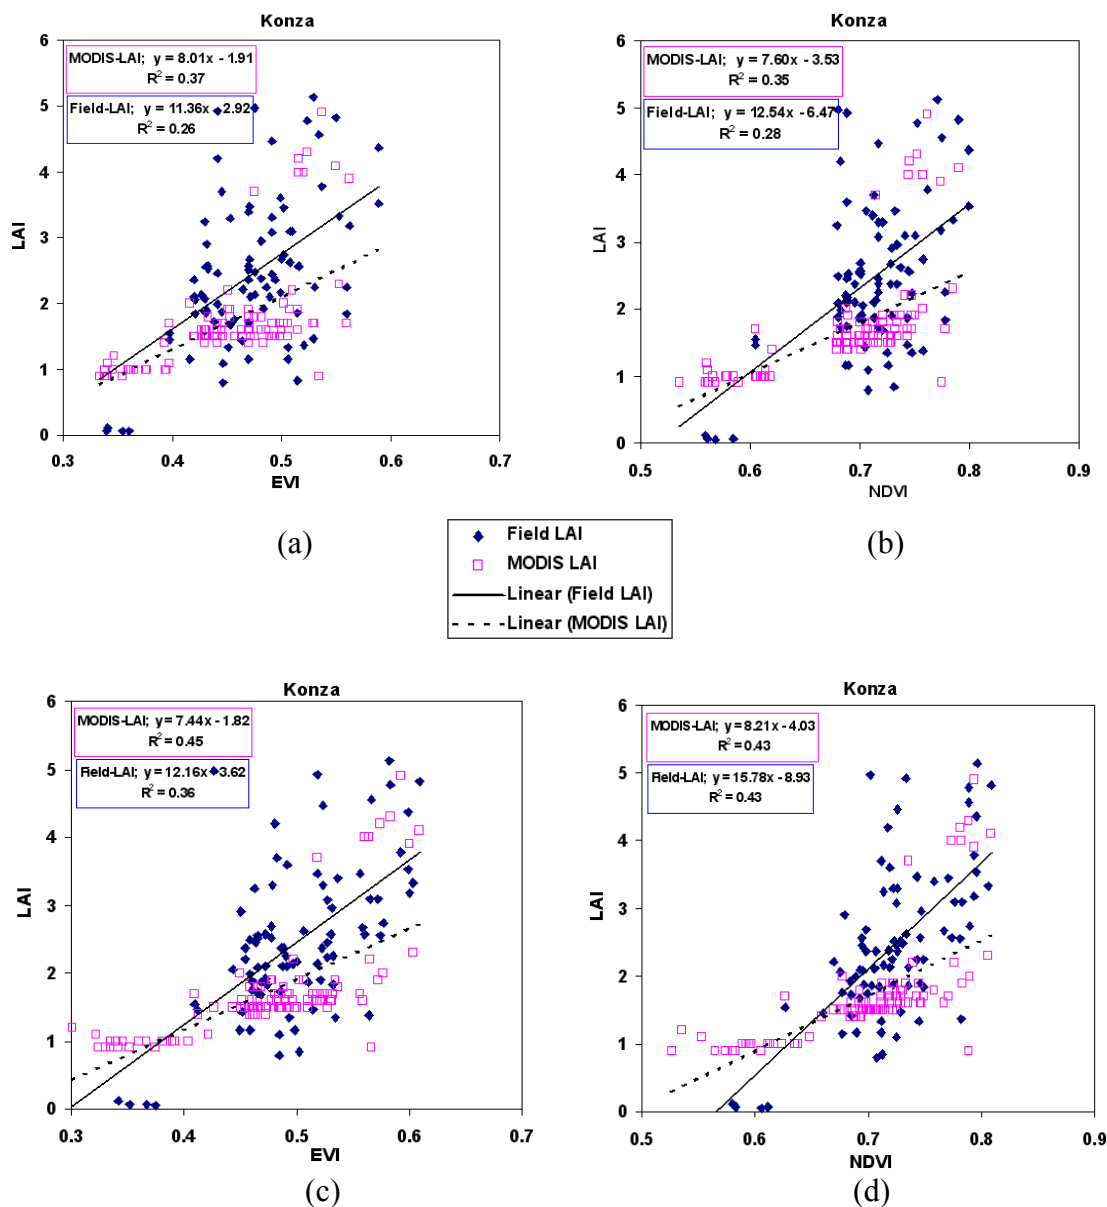 Konza
MODIS-LAI; y = 8.01x - 1.91
R² = 0.37
Field-LAI; y = 11.36x - 2.92
R² = 0.26
6
5
4
3
2
1
0
LAI
0.3 0.4 0.5 0.6 0.7
EVI
(a)
Konza
MODIS-LAI; y = 7.60x - 3.53
R² = 0.35
Field-LAI; y = 12.54x - 6.47
R² = 0.28
6
5
4
3
2
1
0
LAI
0.5 0.6 0.7 0.8 0.9
NDVI
(b)
Field LAI
MODIS LAI
Linear (Field LAI)
Linear (MODIS LAI)
Konza
MODIS-LAI; y = 7.44x - 1.82
R² = 0.45
Field-LAI; y = 12.16x - 3.62
R² = 0.36
6
5
4
3
2
1
0
LAI
0.3 0.4 0.5 0.6 0.7
EVI
(c)
Konza
MODIS-LAI; y = 8.21x - 4.03
R² = 0.43
Field-LAI; y = 15.78x - 8.93
R² = 0.43
6
5
4
3
2
1
0
LAI
0.5 0.6 0.7 0.8 0.9
NDVI
(d)